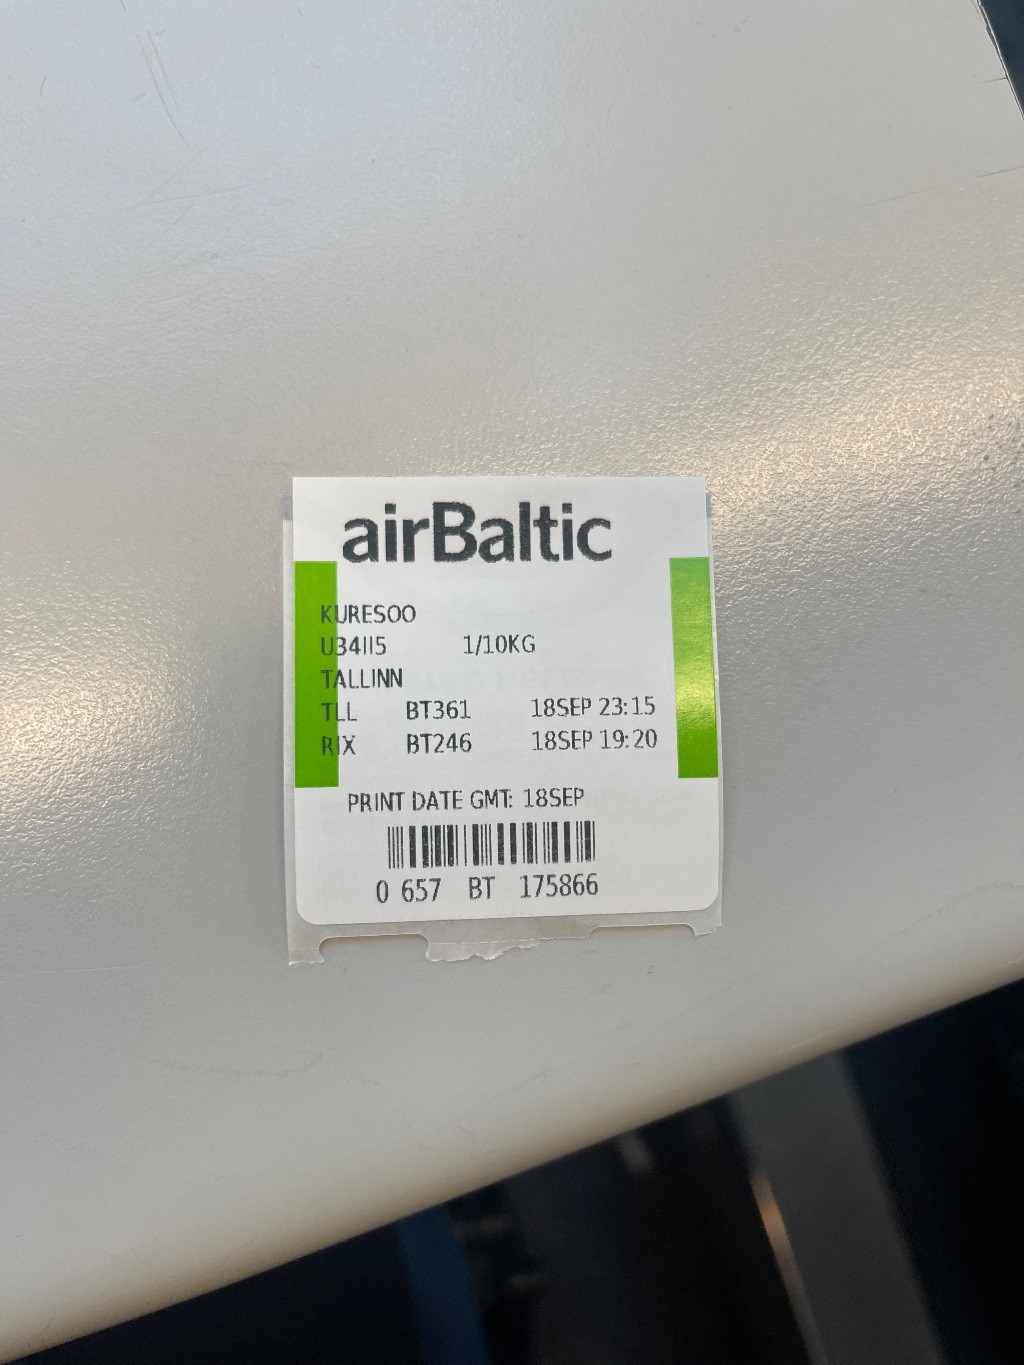 airBaltic
KURESOO
U34II5 1/10KG
TALLINN
TLL BT361 18SEP 23:15
RIX BT246 18SEP 19:20
PRINT DATE GMT: 18SEP
0 657 BT 175866